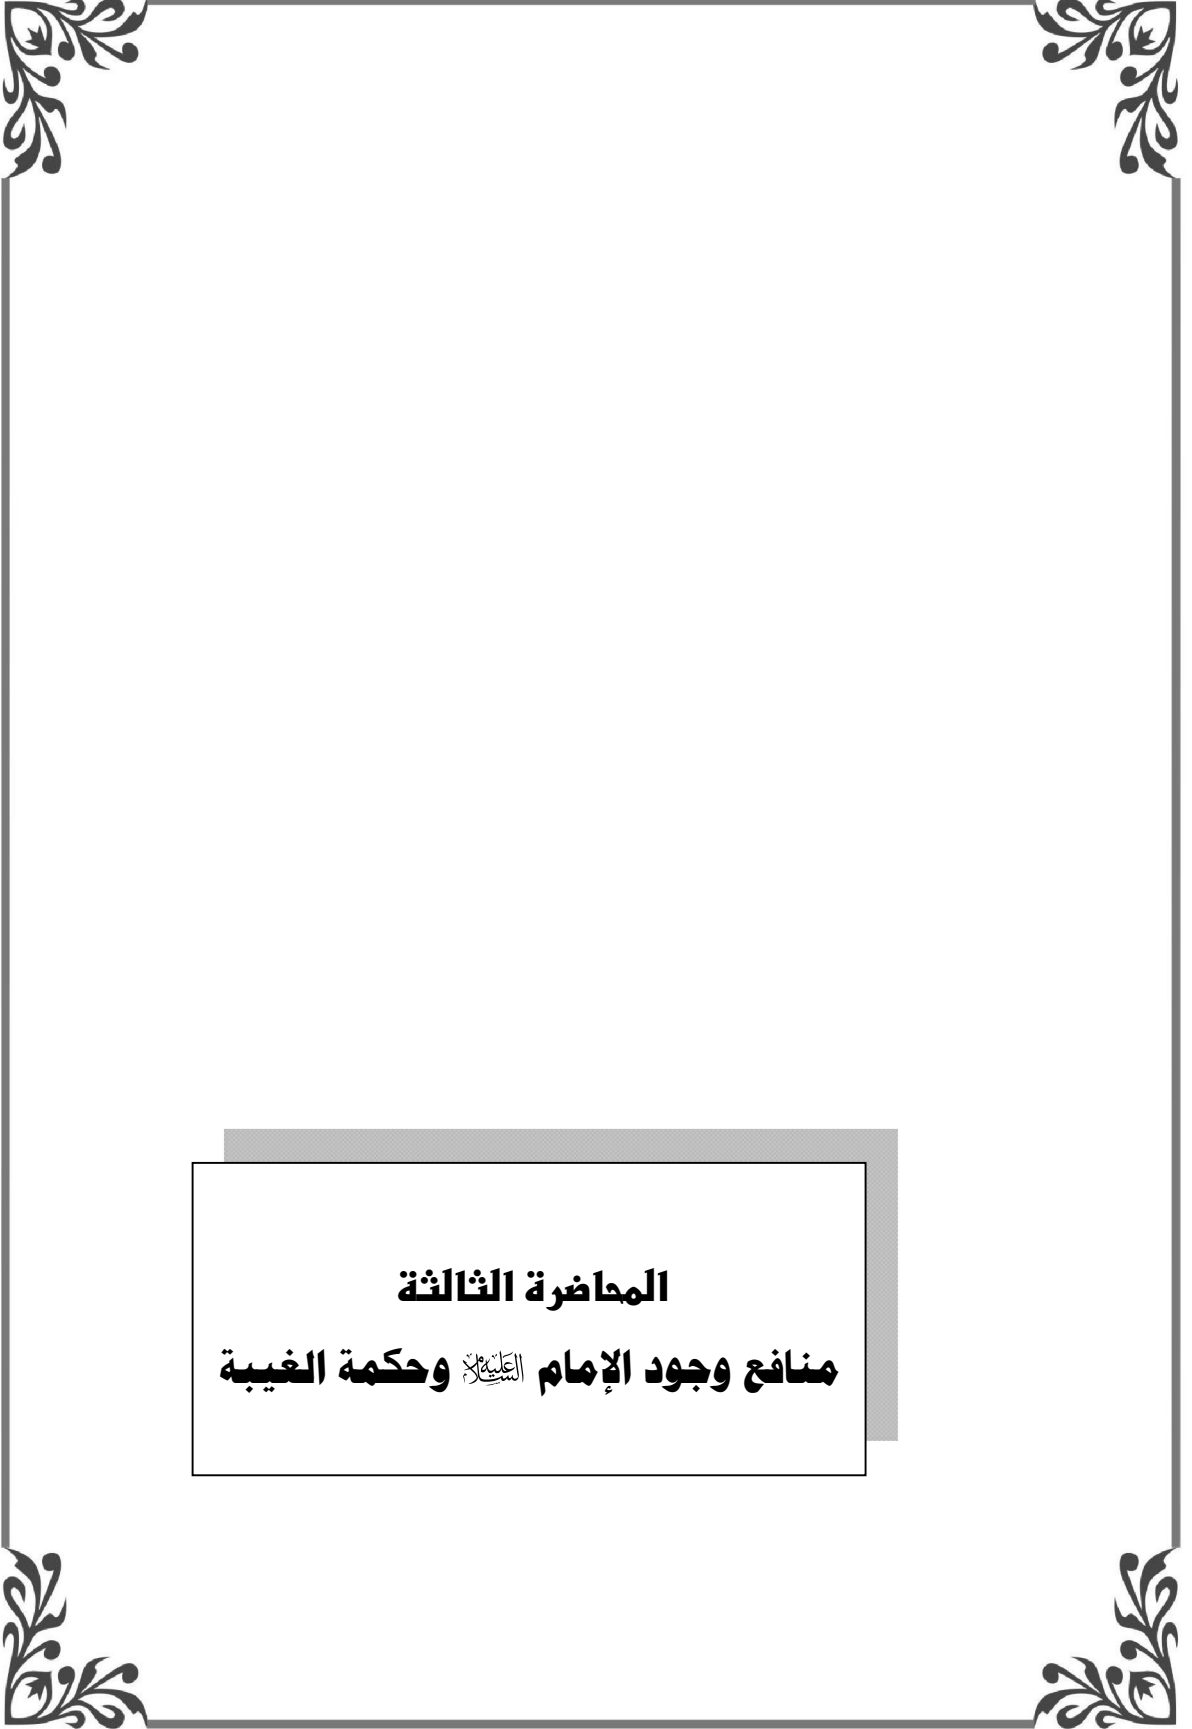 المحاضرة الثالثة
منافع وجود الإمام عليه السلام وحكمة الغيبة